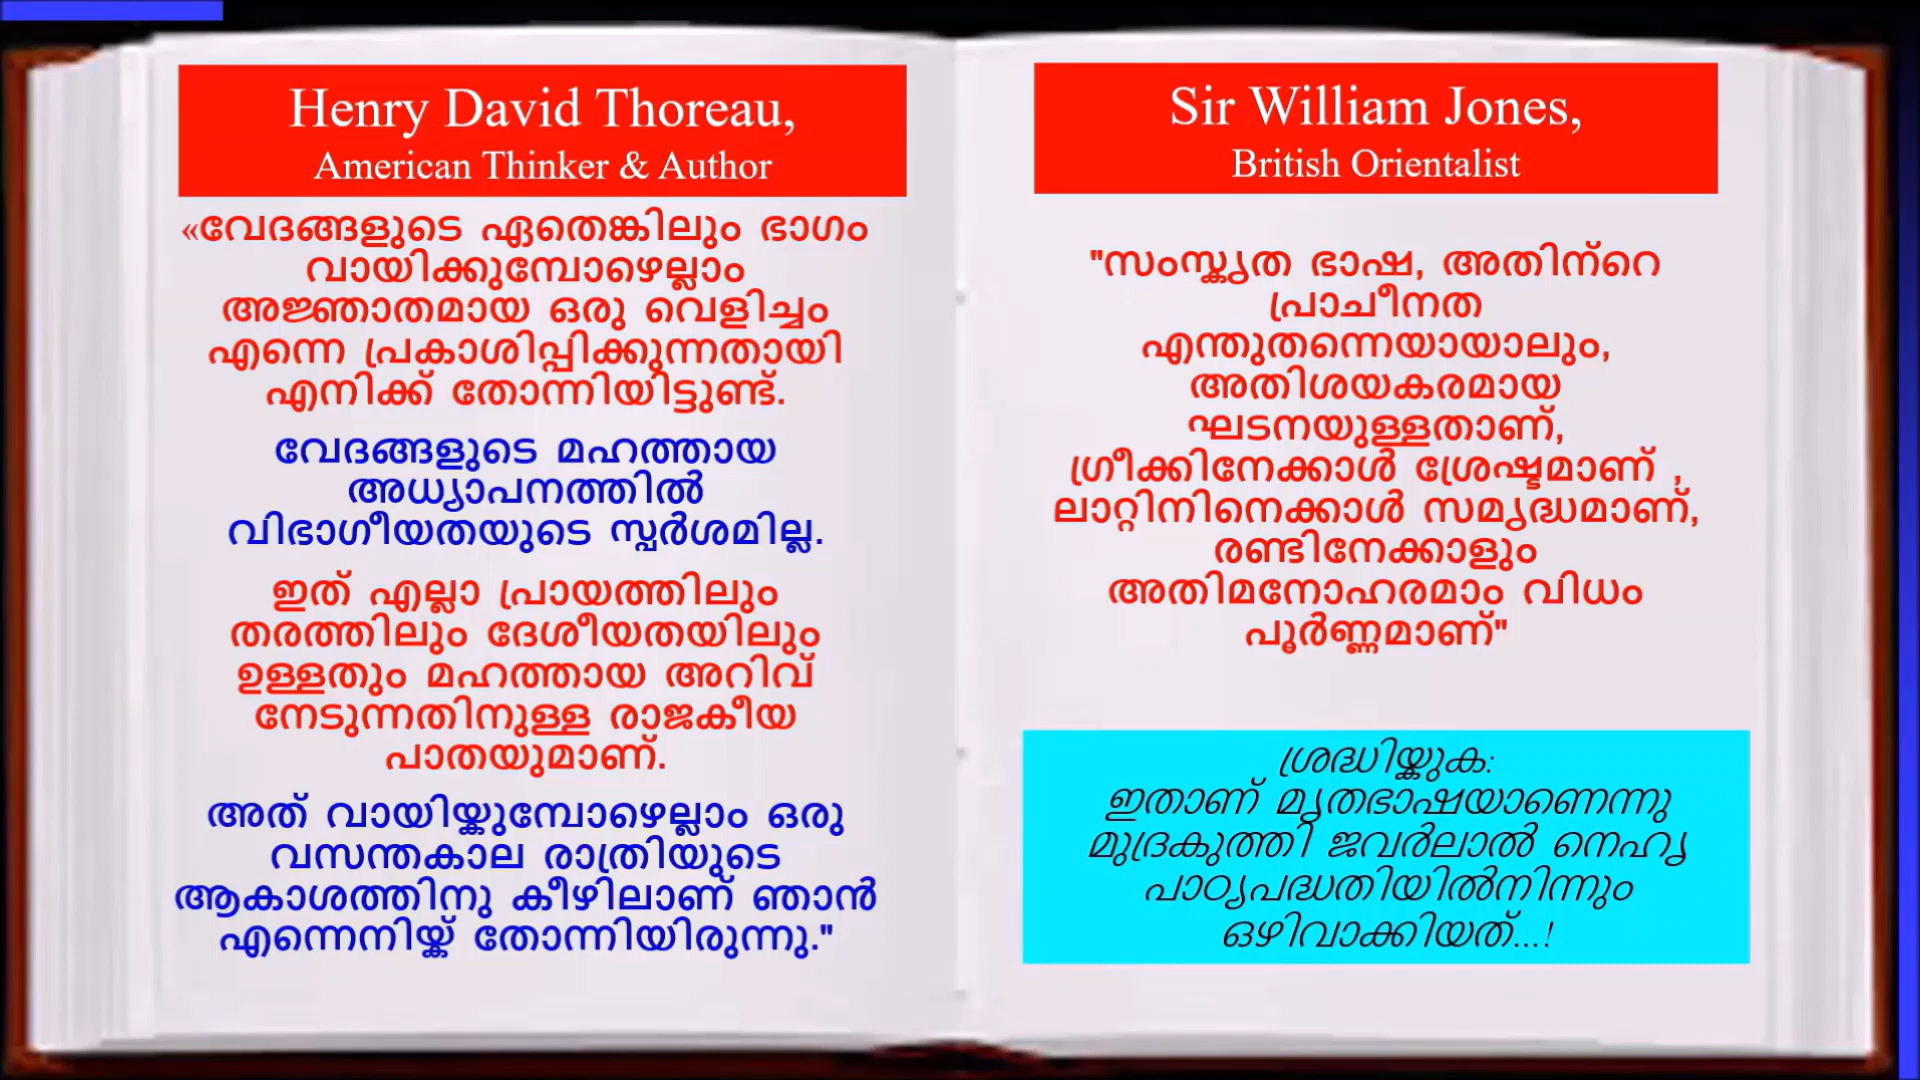 Henry David Thoreau,
American Thinker & Author
«വേദങ്ങളുടെ ഏതെങ്കിലും ഭാഗം
വായിക്കുമ്പോഴെല്ലാം
അജ്ഞാതമായ ഒരു വെളിച്ചം
എന്നെ പ്രകാശിപ്പിക്കുന്നതായി
എനിക്ക് തോന്നിയിട്ടുണ്ട്.
വേദങ്ങളുടെ മഹത്തായ
അധ്യാപനത്തിൽ
വിഭാഗീയതയുടെ സ്പർശമില്ല.
ഇത് എല്ലാ പ്രായത്തിലും
തരത്തിലും ദേശീയതയിലും
ഉള്ളതും മഹത്തായ അറിവ്
നേടുന്നതിനുള്ള രാജകീയ
പാതയുമാണ്.
അത് വായിയ്കുമ്പോഴെല്ലാം ഒരു
വസന്തകാല രാത്രിയുടെ
ആകാശത്തിനു കീഴിലാണ് ഞാൻ
എന്നെനിയ്ക് തോന്നിയിരുന്നു."
Sir William Jones,
British Orientalist
"സംസ്കൃത ഭാഷ, അതിന്റെ
പ്രാചീനത
എന്തുതന്നെയായാലും,
അതിശയകരമായ
ഘടനയുള്ളതാണ്,
ഗ്രീക്കിനേക്കാൾ ശ്രേഷ്ഠമാണ് ,
ലാറ്റിനിനെക്കാൾ സമൃദ്ധമാണ്,
രണ്ടിനേക്കാളും
അതിമനോഹരമാം വിധം
പൂർണ്ണമാണ്"
ശ്രദ്ധിയ്കുക:
ഇതാണ് മൃതഭാഷയാണെന്നു
മുദ്രകുത്തി ജവർലാൽ നെഹൃ
പാഠ്യപദ്ധതിയിൽനിന്നും
ഒഴിവാക്കിയത്...!